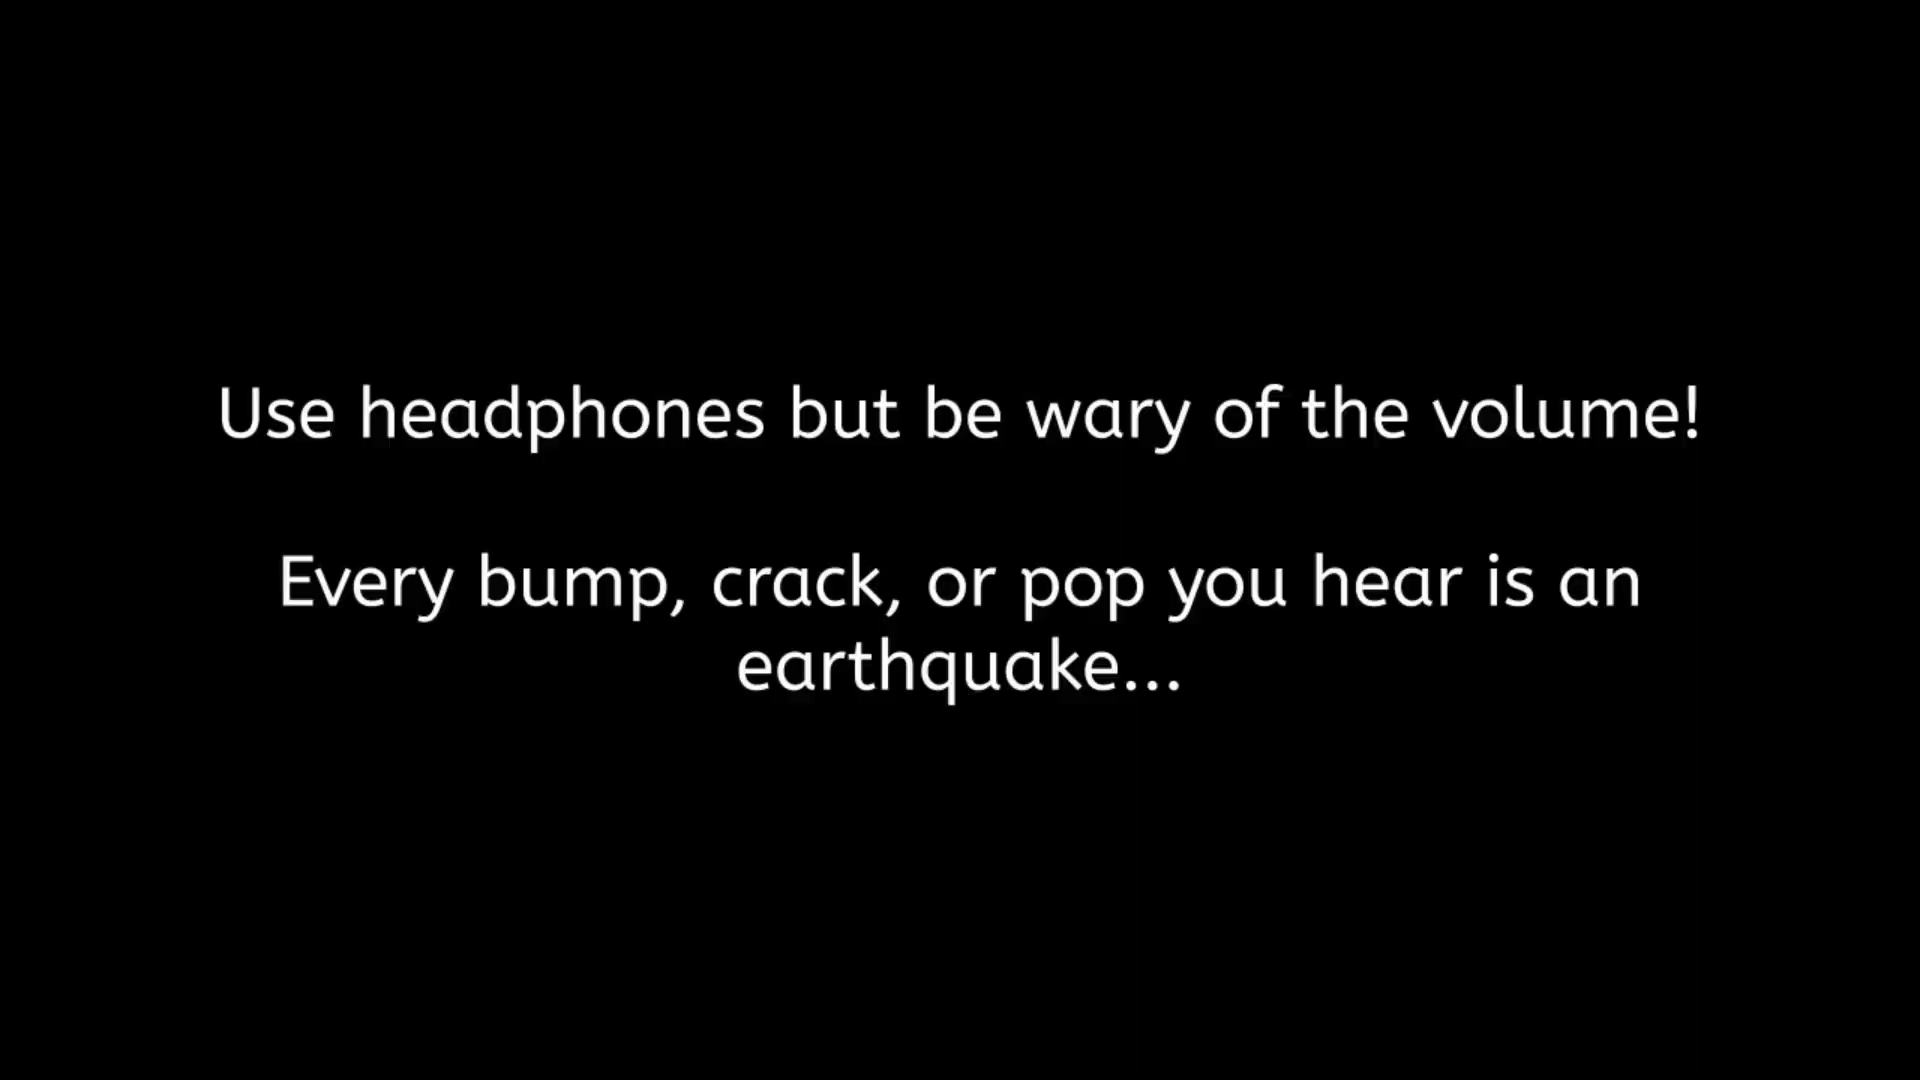 Use headphones but be wary of the volume!
Every bump, crack, or pop you hear is an
earthquake...